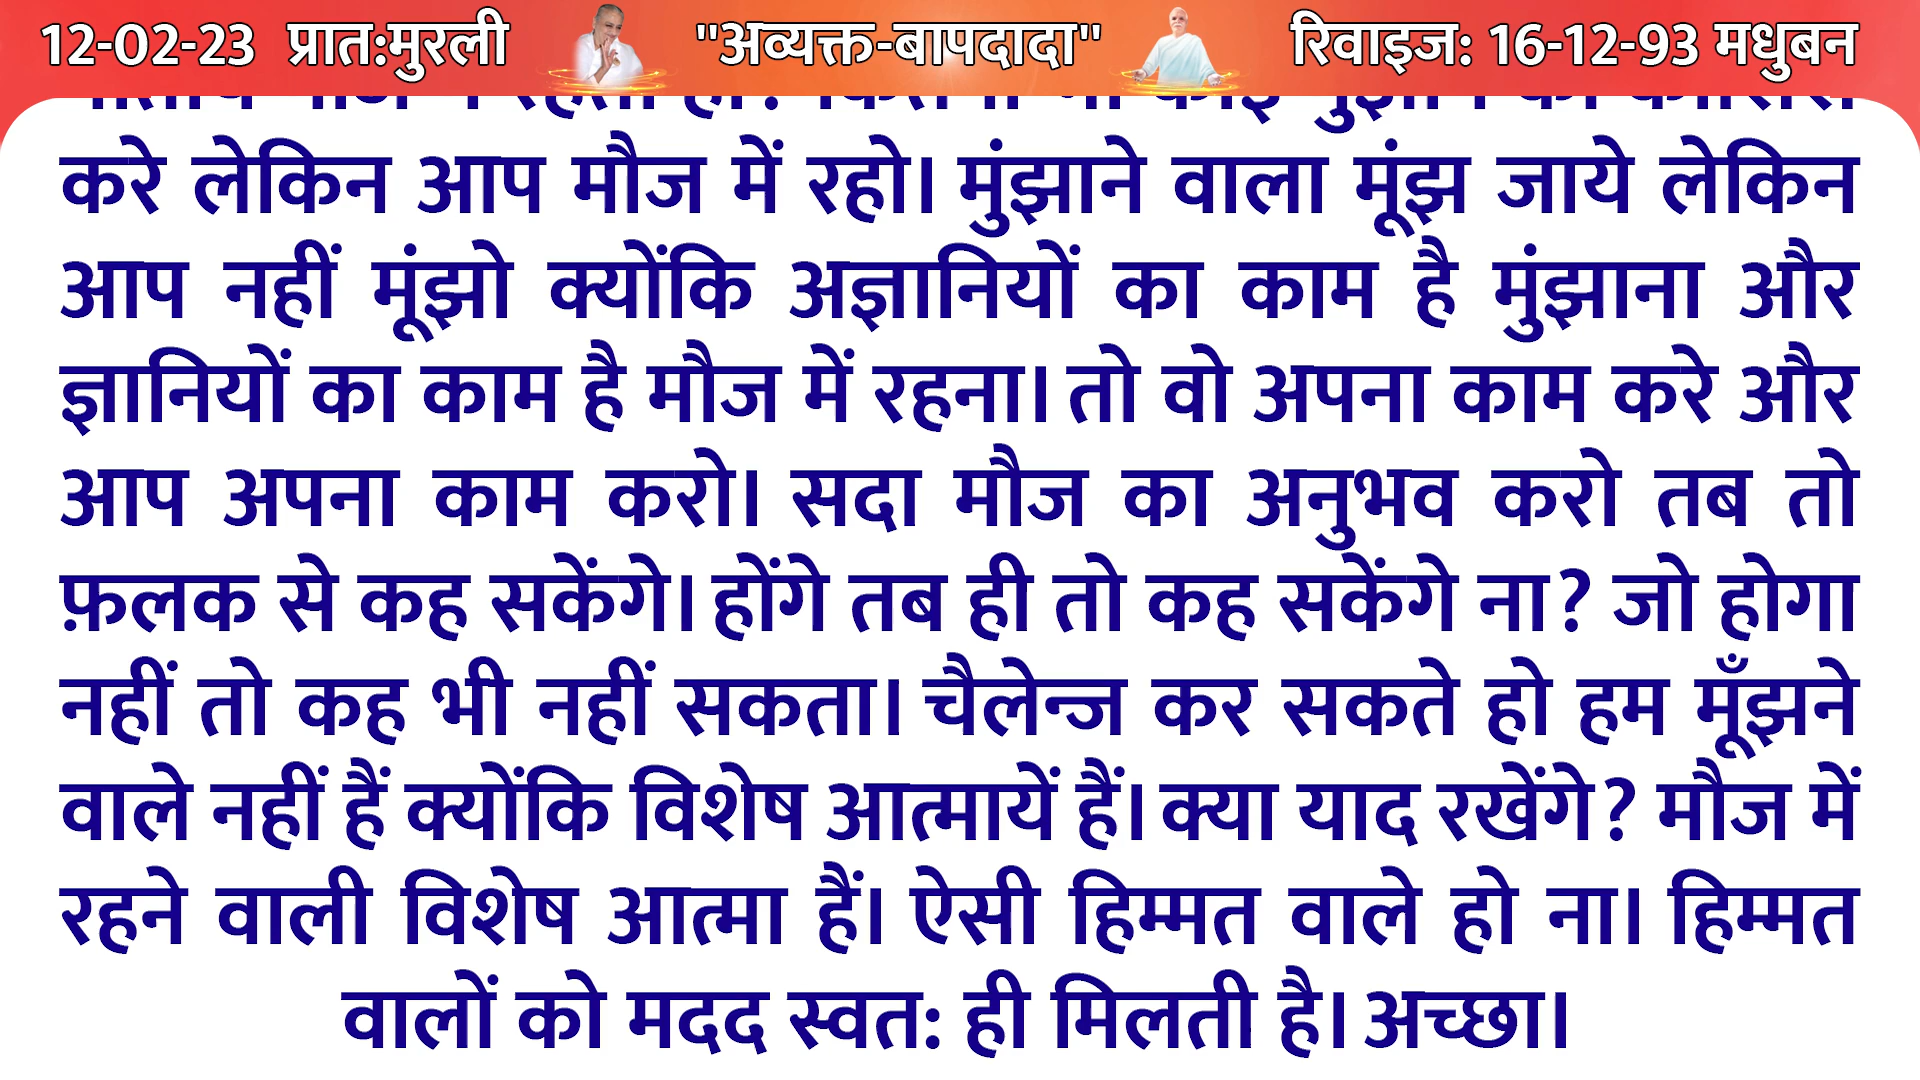 12-02-23 प्रात:मुरली "अव्यक्त-बापदादा" रिवाइज: 16-12-93 मधुबन
करे लेकिन आप मौज में रहो। मुंझाने वाला मूंझ जाये लेकिन
आप नहीं मूंझो क्योंकि अज्ञानियों का काम है मुंझाना और
ज्ञानियों का काम है मौज में रहना। तो वो अपना काम करे और
आप अपना काम करो। सदा मौज का अनुभव करो तब तो
फ़लक से कह सकेंगे। होंगे तब ही तो कह सकेंगे ना? जो होगा
नहीं तो कह भी नहीं सकता। चैलेन्ज कर सकते हो हम मूँझने
वाले नहीं हैं क्योंकि विशेष आत्मायें हैं। क्या याद रखेंगे? मौज में
रहने वाली विशेष आत्मा हैं। ऐसी हिम्मत वाले हो ना। हिम्मत
वालों को मदद स्वत: ही मिलती है। अच्छा।